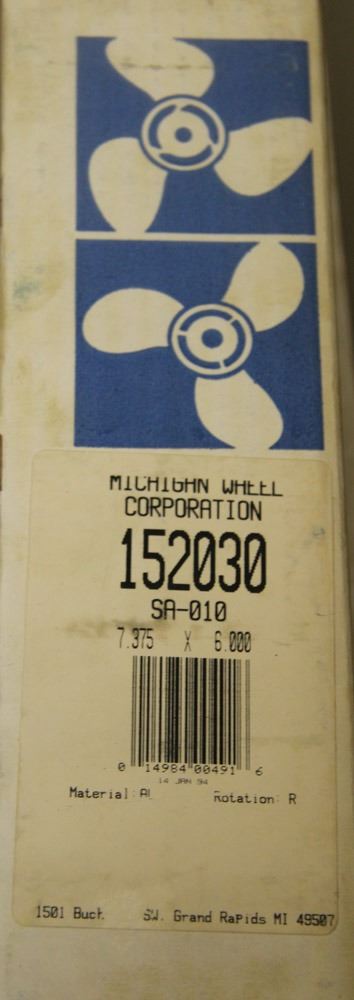 MICHIGAN WHEEL
CORPORATION
152030
SA-010
7.375 X 6.000
0 14984 00491 6
14 JAN 94
Material: AL Rotation: R
1501 Buch SW. Grand Rapids MI 49507